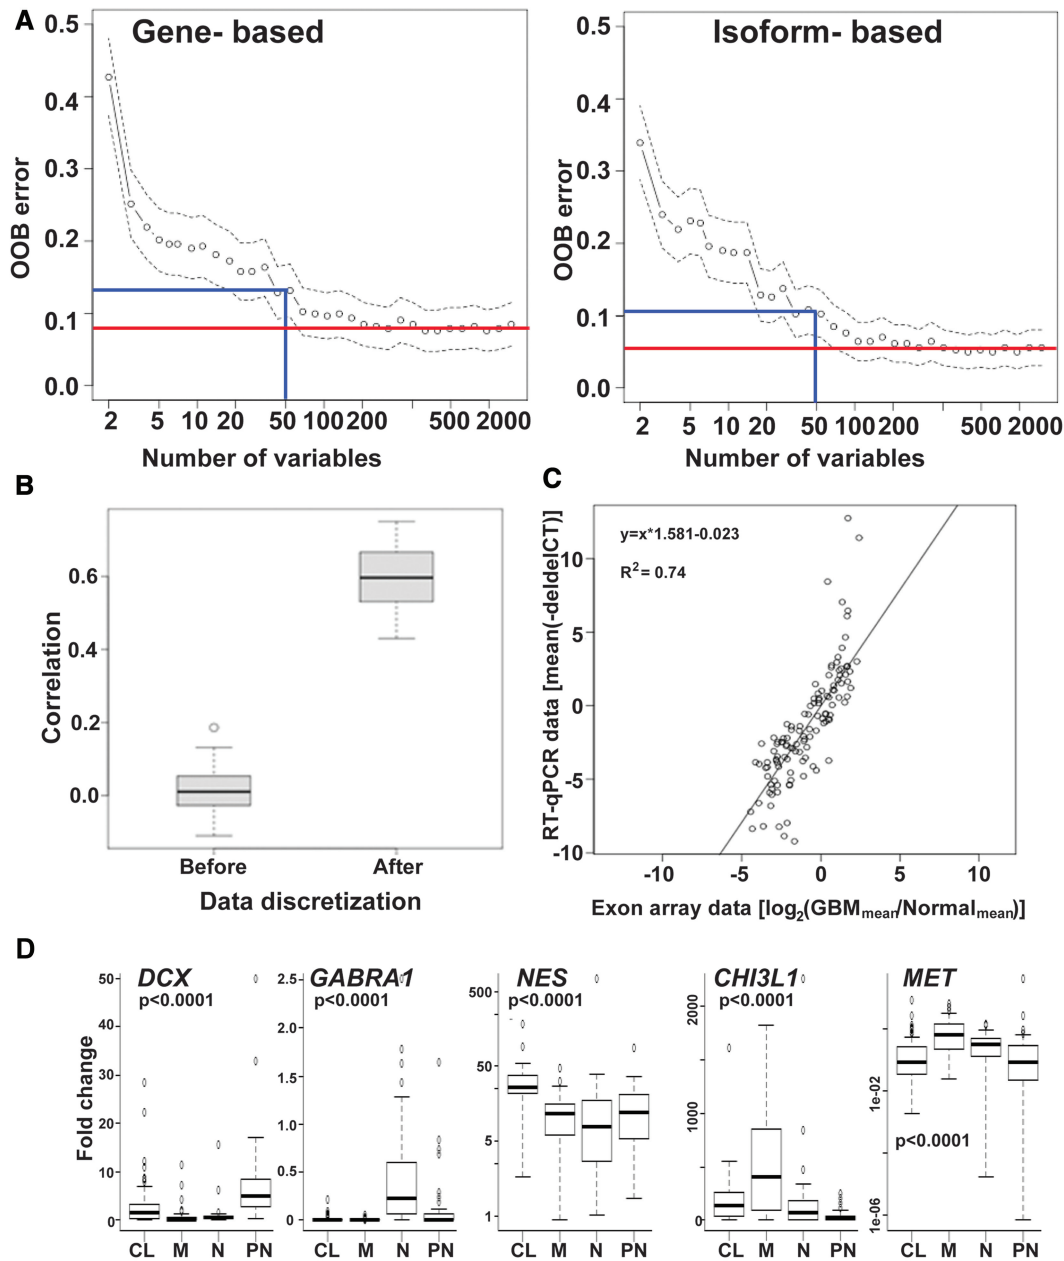 A
Gene- based
0.5
0.4
0.3
0.2
0.1
0.0
OOB error
2 5 10 20 50 100 200 500 2000
Number of variables
Isoform- based
0.5
0.4
0.3
0.2
0.1
0.0
OOB error
2 5 10 20 50 100 200 500 2000
Number of variables
B
0.6
0.4
0.2
0.0
Correlation
Before After
Data discretization
C
y=x*1.581-0.023
R²= 0.74
10
5
0
-5
-10
RT-qPCR data [mean(-deldelCT)]
-10 -5 0 5 10
Exon array data [log₂(GBMmean/Normalmean)]
D
Fold change
DCX
p<0.0001
50
40
30
20
10
0
CL M N PN
GABRA1
p<0.0001
2.5
2.0
1.5
1.0
0.5
0
CL M N PN
NES
p<0.0001
500
50
5
1
CL M N PN
CHI3L1
p<0.0001
2000
1000
0
CL M N PN
MET
1e-02
p<0.0001
1e-06
CL M N PN